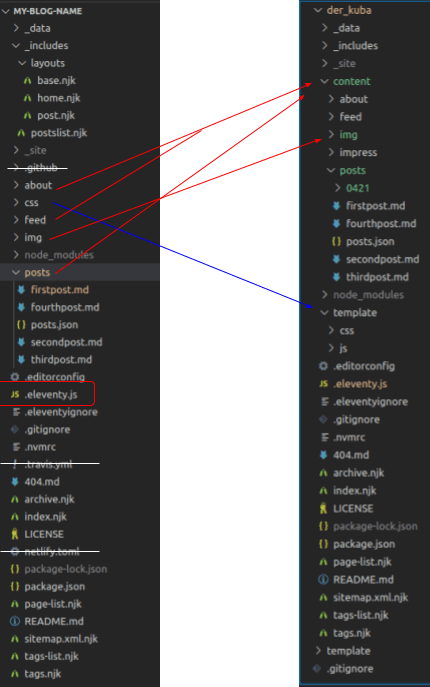 MY-BLOG-NAME
_data
_includes
layouts
base.njk
home.njk
post.njk
postslist.njk
_site
.github
about
css
feed
img
node_modules
posts
firstpost.md
fourthpost.md
posts.json
secondpost.md
thirdpost.md
.editorconfig
JS .eleventy.js
.eleventyignore
.gitignore
.nvmrc
.travis.yml
404.md
archive.njk
index.njk
LICENSE
netlify.toml
package-lock.json
package.json
page-list.njk
README.md
sitemap.xml.njk
tags-list.njk
tags.njk
der_kuba
_data
_includes
_site
content
about
feed
img
impress
posts
0421
firstpost.md
fourthpost.md
posts.json
secondpost.md
thirdpost.md
node_modules
template
css
js
.editorconfig
JS .eleventy.js
.eleventyignore
.gitignore
.nvmrc
404.md
archive.njk
index.njk
LICENSE
package-lock.json
package.json
page-list.njk
README.md
sitemap.xml.njk
tags-list.njk
tags.njk
template
.gitignore